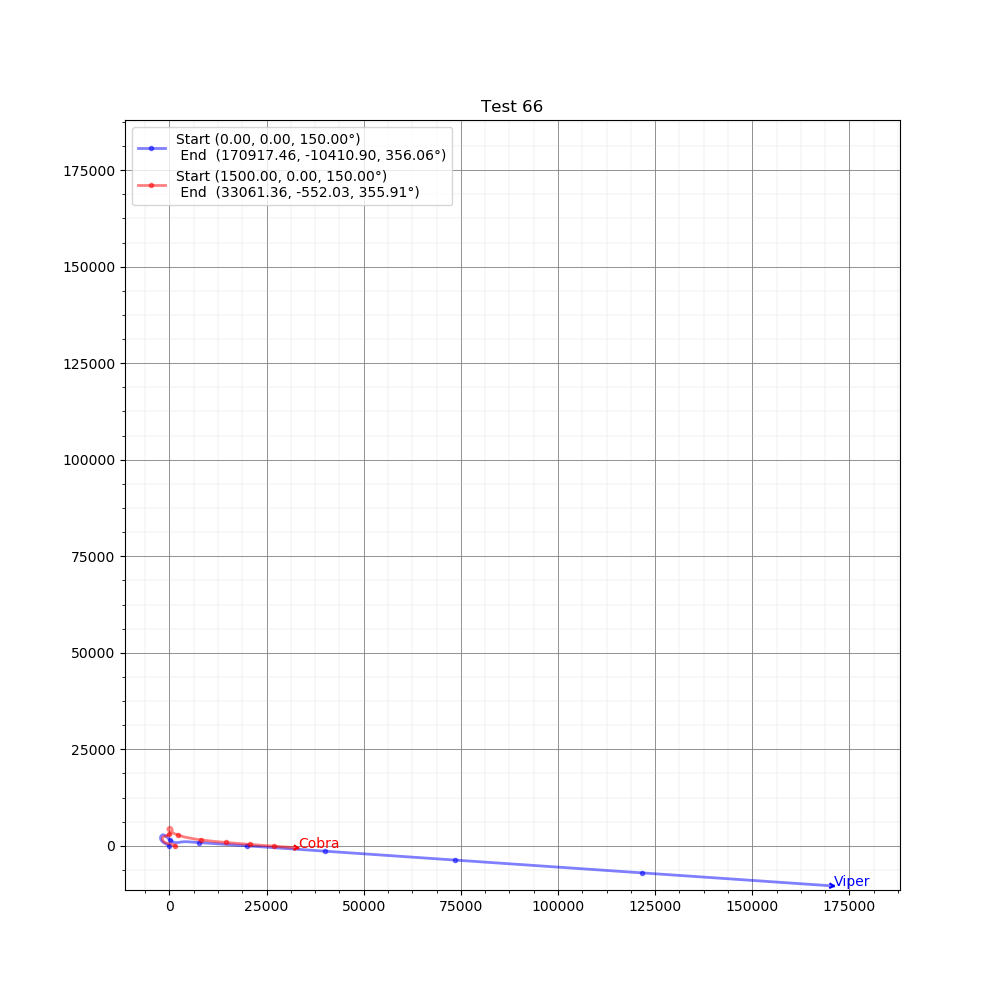 Test 66
Start (0.00, 0.00, 150.00°)
End (170917.46, -10410.90, 356.06°)
Start (1500.00, 0.00, 150.00°)
End (33061.36, -552.03, 355.91°)
175000
150000
125000
100000
75000
50000
25000
0
Cobra
Viper
0 25000 50000 75000 100000 125000 150000 175000